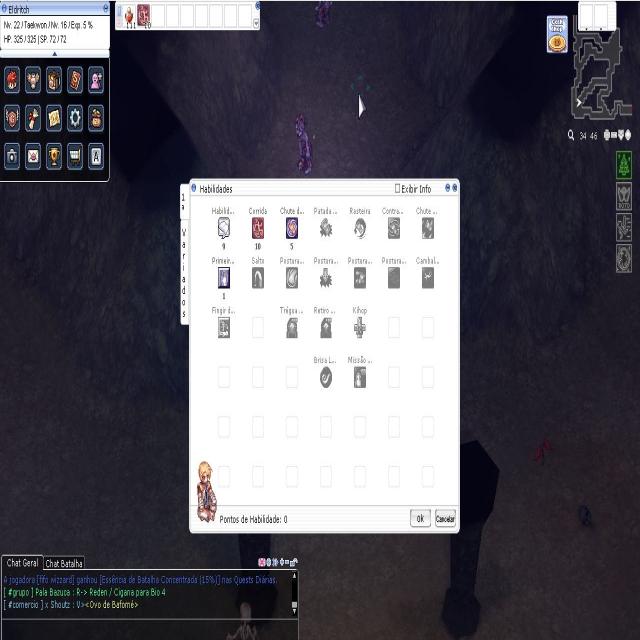 Eldritch
Nv. 22 / Taekwon / Nv. 16 / Exp. 5 %
HP. 325 / 325 | SP. 72 / 72
34 46
Habilidades
Exibir Info
1a
Variados
Habilid... Corrida Chute d... Patada ... Rasteira Contra... Chute ...
9 10 5
Primeir... Salto Postura... Postura... Postura... Postura... Cambal...
1
Fingir d... Trégua ... Retiro ... Kihop
Brisa L... Missão ...
Pontos de Habilidade: 0
Ok
Cancelar
Chat Geral
Chat Batalha
A jogadora [fifo wizzard] ganhou [Essência de Batalha Concentrada (15%)] nas Quests Diárias.
[ #grupo ] Pala Bazuca : R-> Reden / Cigana para Bio 4
[ #comercio ] x Shoutz : V><Ovo de Bafomé>